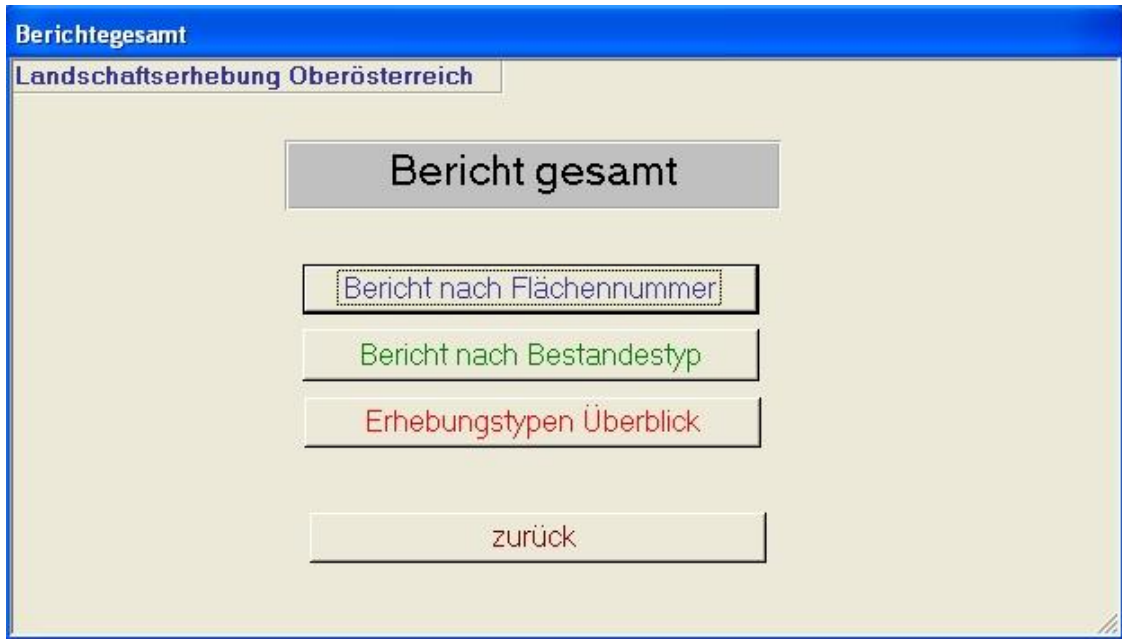 Berichtegesamt
Landschaftserhebung Oberösterreich
Bericht gesamt
Bericht nach Flächennummer
Bericht nach Bestandestyp
Erhebungstypen Überblick
zurück